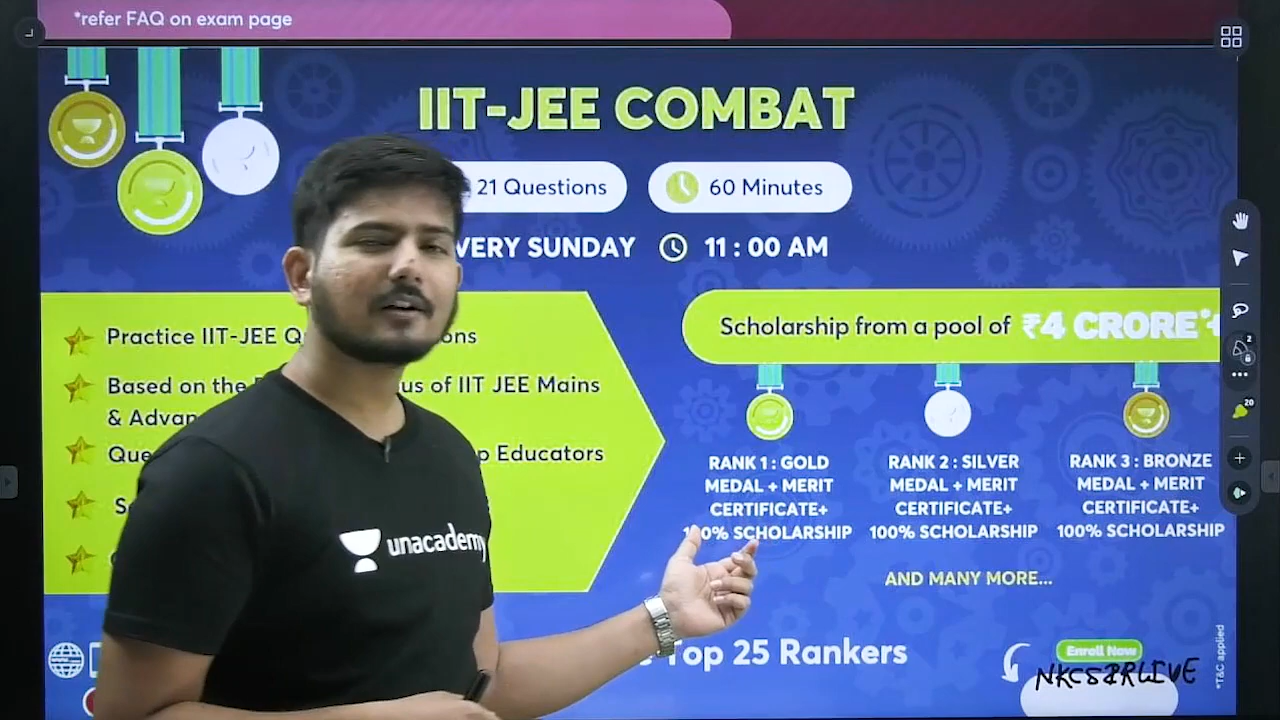 *refer FAQ on exam page
IIT-JEE COMBAT
21 Questions
60 Minutes
VERY SUNDAY
11 : 00 AM
Practice IIT-JEE Q ons
Based on the us of IIT JEE Mains
& Advan
Que p Educators
S
Scholarship from a pool of ₹4 CRORE*+
RANK 1 : GOLD
MEDAL + MERIT
CERTIFICATE+
100% SCHOLARSHIP
RANK 2 : SILVER
MEDAL + MERIT
CERTIFICATE+
100% SCHOLARSHIP
RANK 3 : BRONZE
MEDAL + MERIT
CERTIFICATE+
100% SCHOLARSHIP
AND MANY MORE...
unacademy
Top 25 Rankers
Enroll Now
NKCSIRLIVE
*T&C applied
2
20